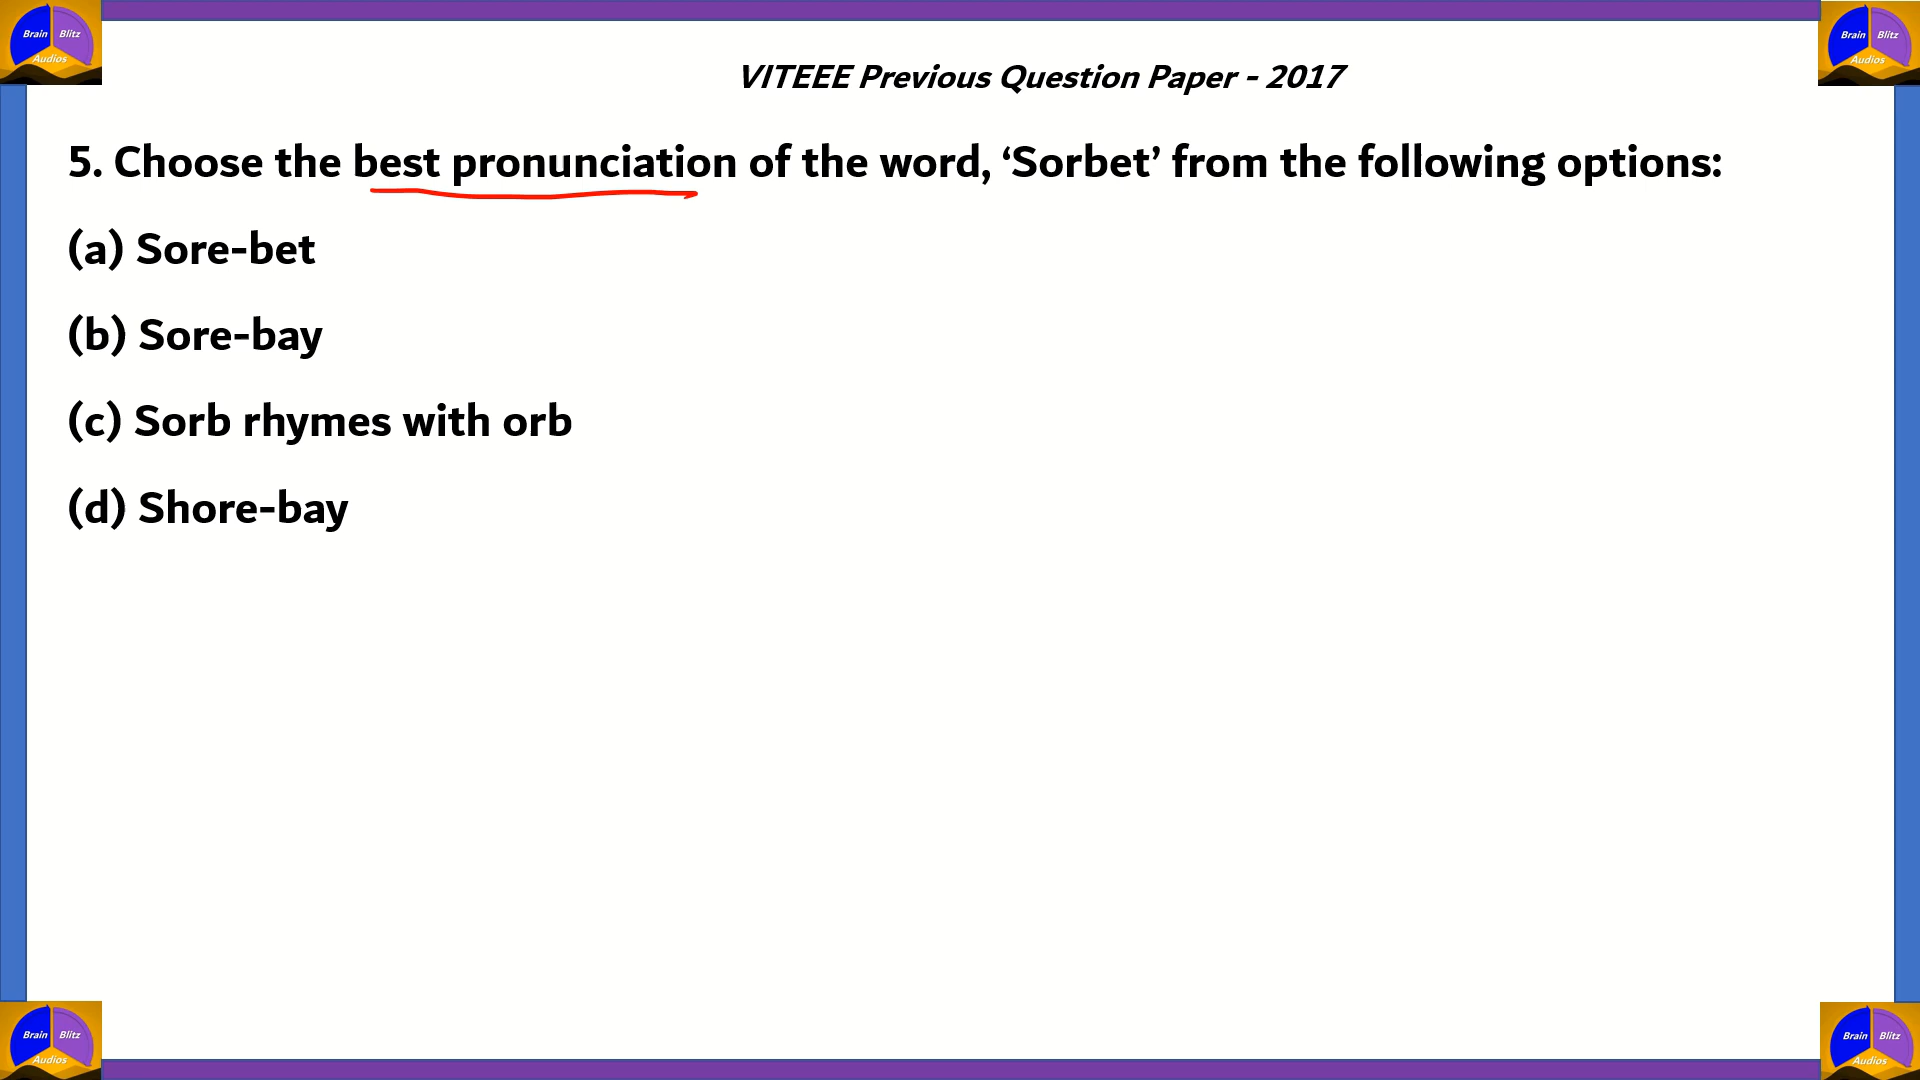 Brain Blitz
Audios
Brain Blitz
Audios
VITEEE Previous Question Paper - 2017
5. Choose the best pronunciation of the word, ‘Sorbet’ from the following options:
(a) Sore-bet
(b) Sore-bay
(c) Sorb rhymes with orb
(d) Shore-bay
Brain Blitz
Audios
Brain Blitz
Audios